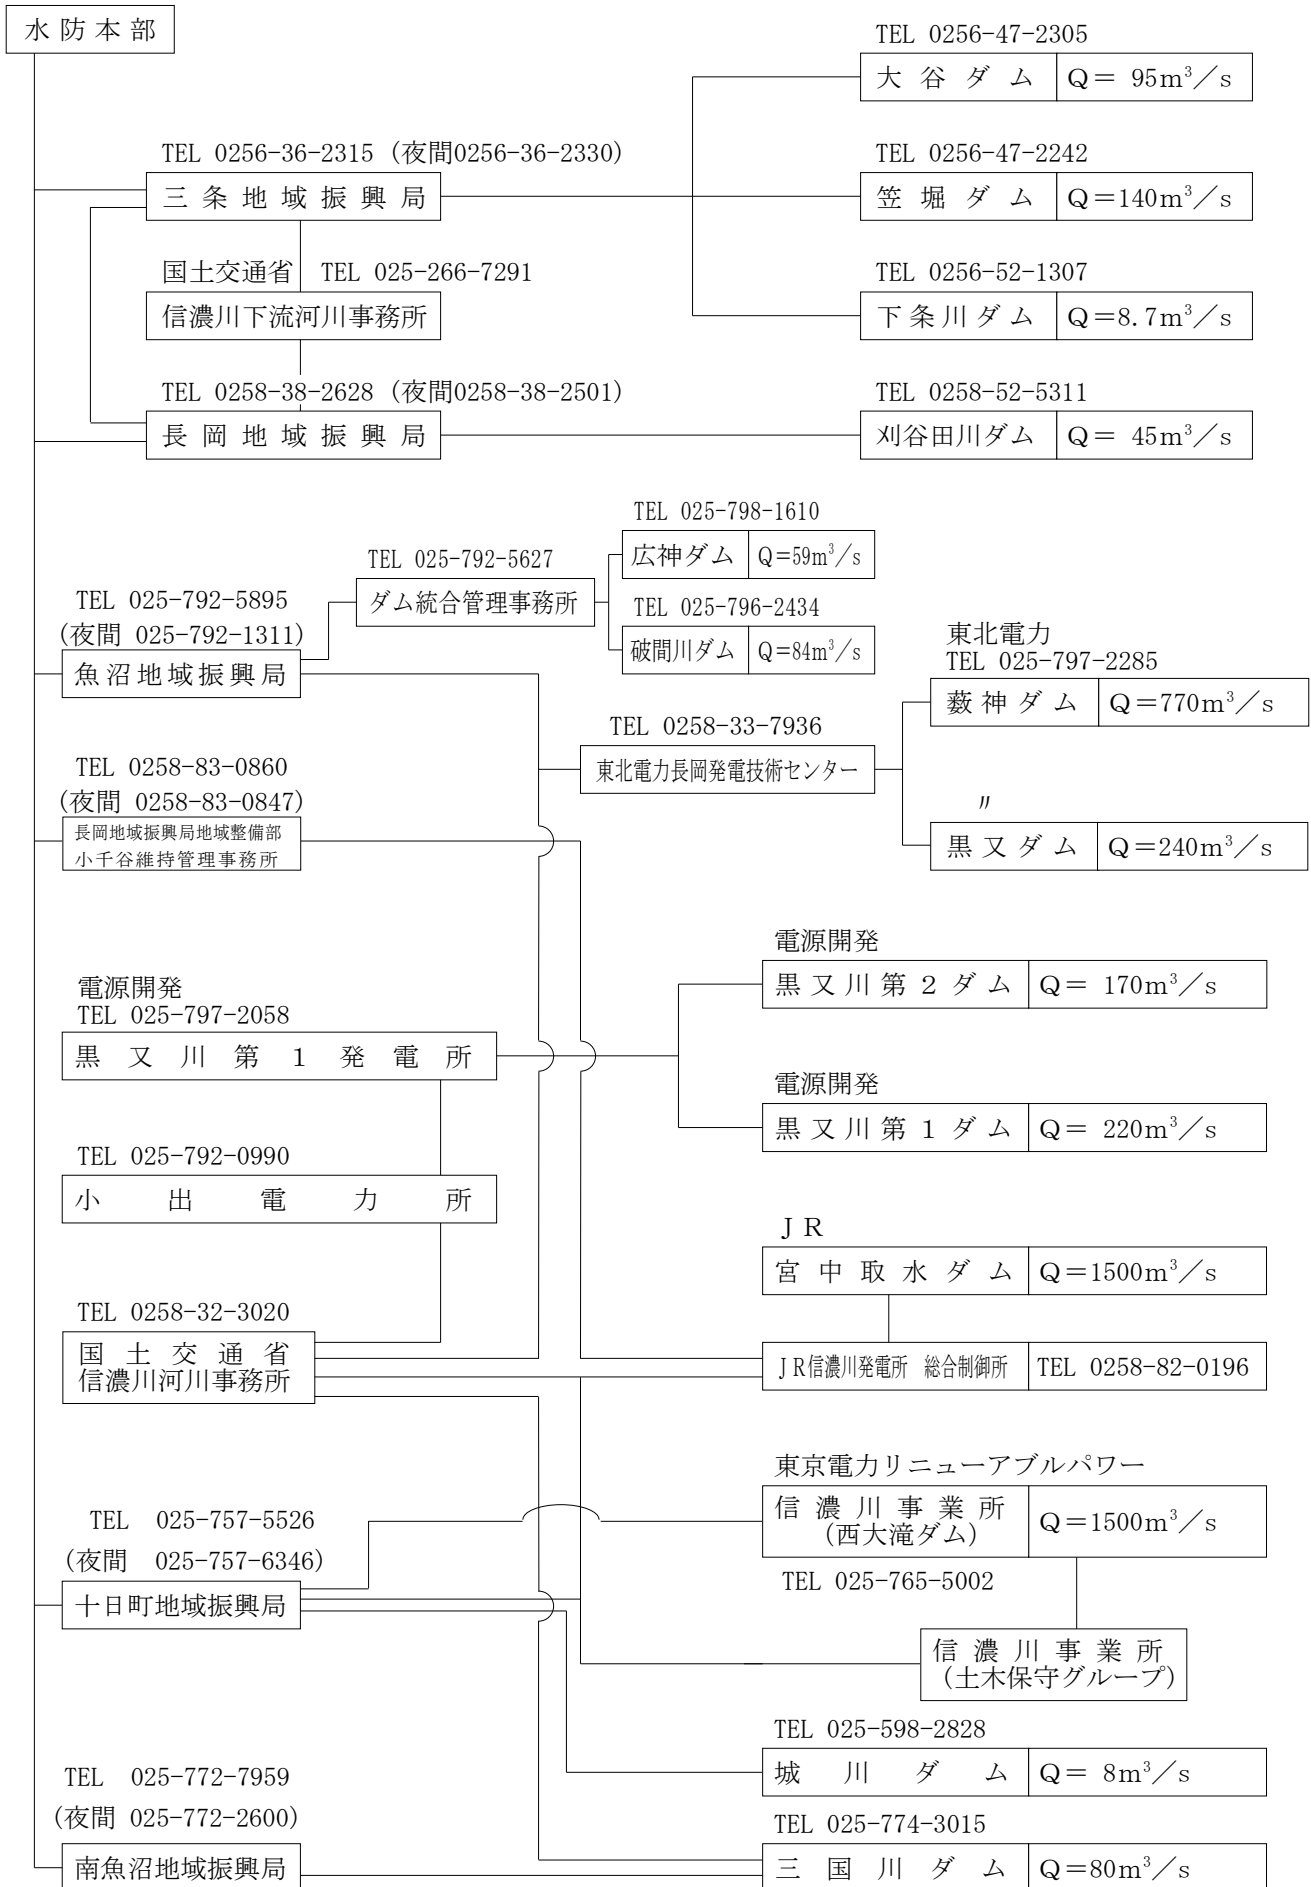 水防本部
TEL 0256-47-2305
大谷ダム Q＝ 95m³／s
TEL 0256-36-2315 (夜間0256-36-2330)
三条地域振興局
TEL 0256-47-2242
笠堀ダム Q＝140m³／s
国土交通省 TEL 025-266-7291
信濃川下流河川事務所
TEL 0256-52-1307
下条川ダム Q＝8.7m³／s
TEL 0258-38-2628 (夜間0258-38-2501)
長岡地域振興局
TEL 0258-52-5311
刈谷田川ダム Q＝ 45m³／s
TEL 025-798-1610
広神ダム Q＝59m³／s
TEL 025-792-5627
ダム統合管理事務所
TEL 025-796-2434
破間川ダム Q＝84m³／s
TEL 025-792-5895
(夜間 025-792-1311)
魚沼地域振興局
東北電力
TEL 025-797-2285
薮神ダム Q＝770m³／s
TEL 0258-33-7936
東北電力長岡発電技術センター
〃
黒又ダム Q＝240m³／s
TEL 0258-83-0860
(夜間 0258-83-0847)
長岡地域振興局地域整備部
小千谷維持管理事務所
電源開発
黒又川第２ダム Q＝ 170m³／s
電源開発
TEL 025-797-2058
黒又川第１発電所
電源開発
黒又川第１ダム Q＝ 220m³／s
TEL 025-792-0990
小出電力所
ＪＲ
宮中取水ダム Q＝1500m³／s
TEL 0258-32-3020
国土交通省
信濃川河川事務所
ＪＲ信濃川発電所 総合制御所 TEL 0258-82-0196
東京電力リニューアブルパワー
信濃川事業所
(西大滝ダム) Q＝1500m³／s
TEL 025-765-5002
TEL 025-757-5526
(夜間 025-757-6346)
十日町地域振興局
信濃川事業所
(土木保守グループ)
TEL 025-598-2828
城川ダム Q＝ 8m³／s
TEL 025-772-7959
(夜間 025-772-2600)
南魚沼地域振興局
TEL 025-774-3015
三国川ダム Q＝80m³／s